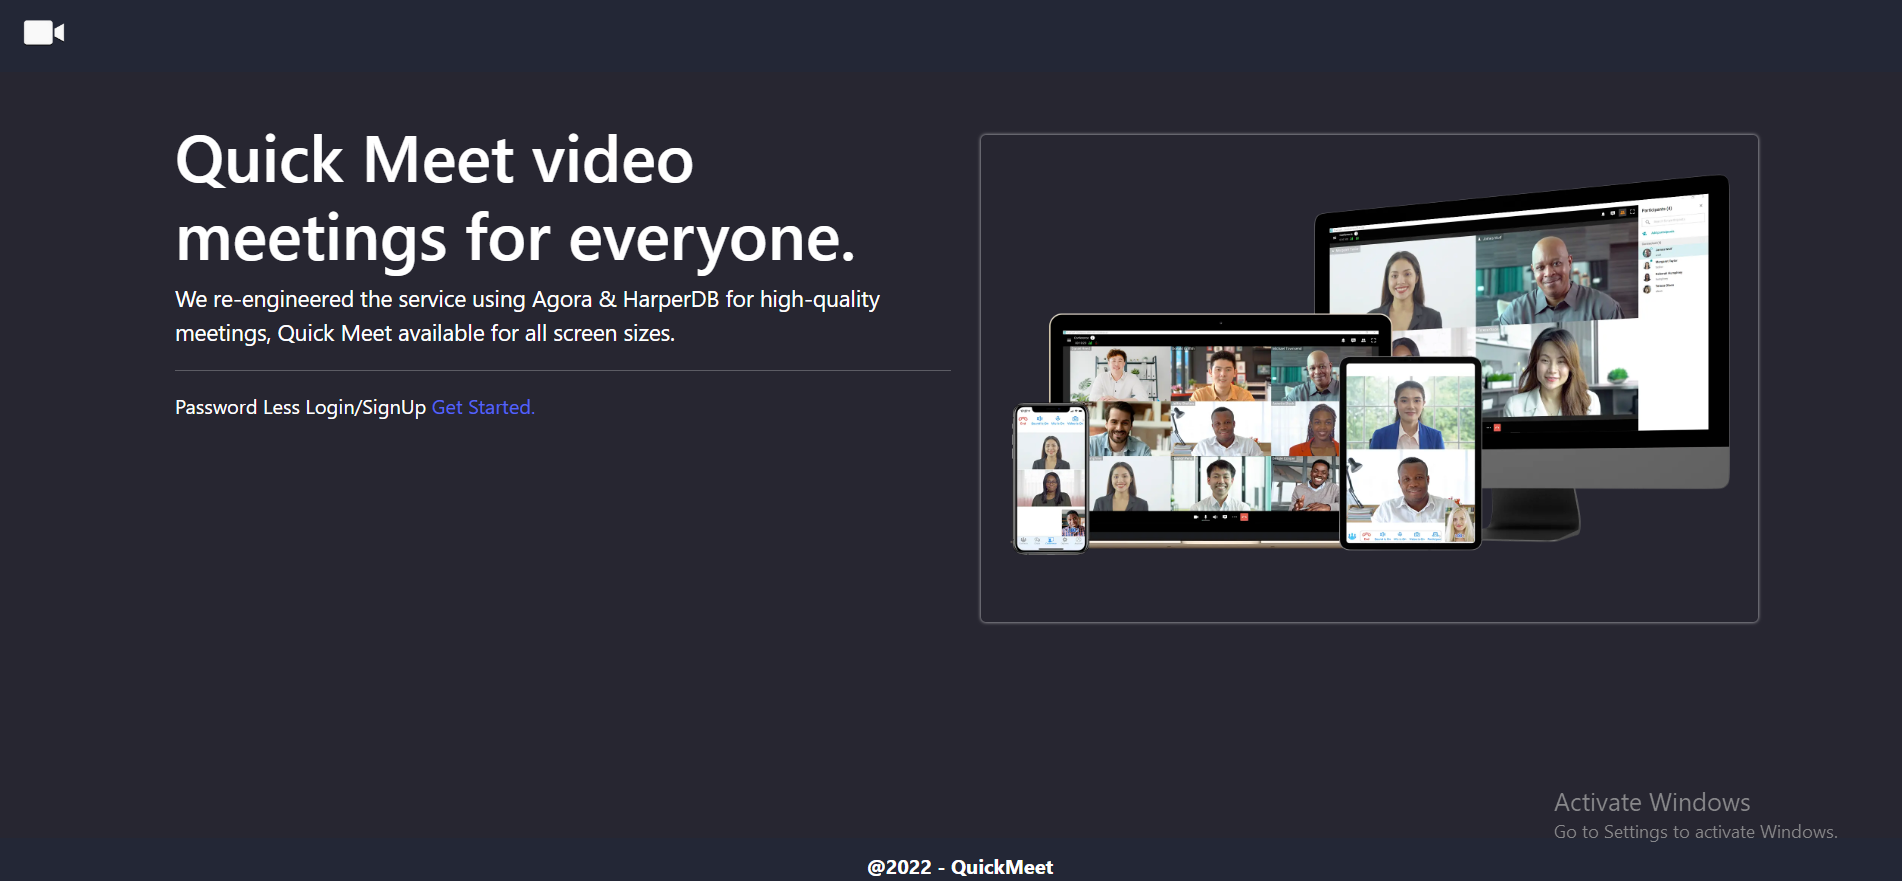 Quick Meet video
meetings for everyone.
We re-engineered the service using Agora & HarperDB for high-quality
meetings, Quick Meet available for all screen sizes.
Password Less Login/SignUp Get Started.
Activate Windows
Go to Settings to activate Windows.
@2022 - QuickMeet